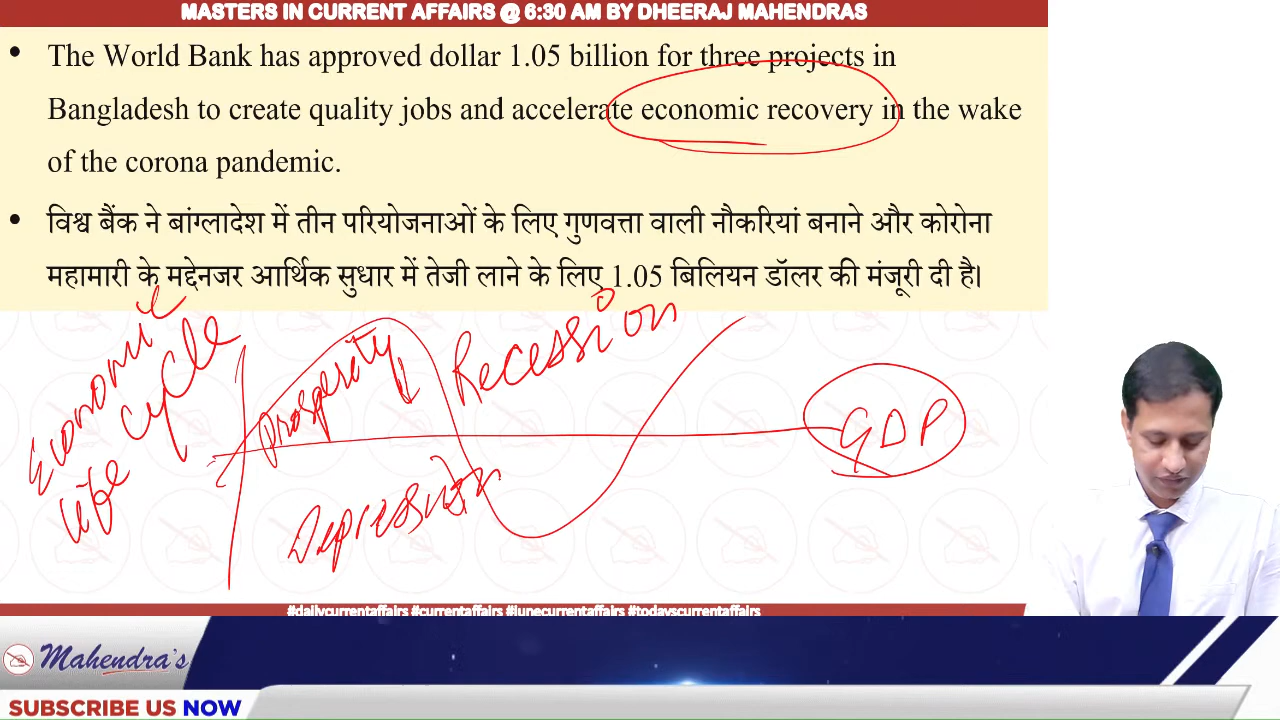 MASTERS IN CURRENT AFFAIRS @ 6:30 AM BY DHEERAJ MAHENDRAS
• The World Bank has approved dollar 1.05 billion for three projects in
Bangladesh to create quality jobs and accelerate economic recovery in the wake
of the corona pandemic.
• विश्व बैंक ने बांग्लादेश में तीन परियोजनाओं के लिए गुणवत्ता वाली नौकरियां बनाने और कोरोना
महामारी के मद्देनजर आर्थिक सुधार में तेजी लाने के लिए 1.05 बिलियन डॉलर की मंजूरी दी है।
Economic
life cycle
Prosperity
Recession
Depression
GDP
#dailycurrentaffairs #currentaffairs #junecurrentaffairs #todayscurrentaffair
Mahendra's
SUBSCRIBE US NOW